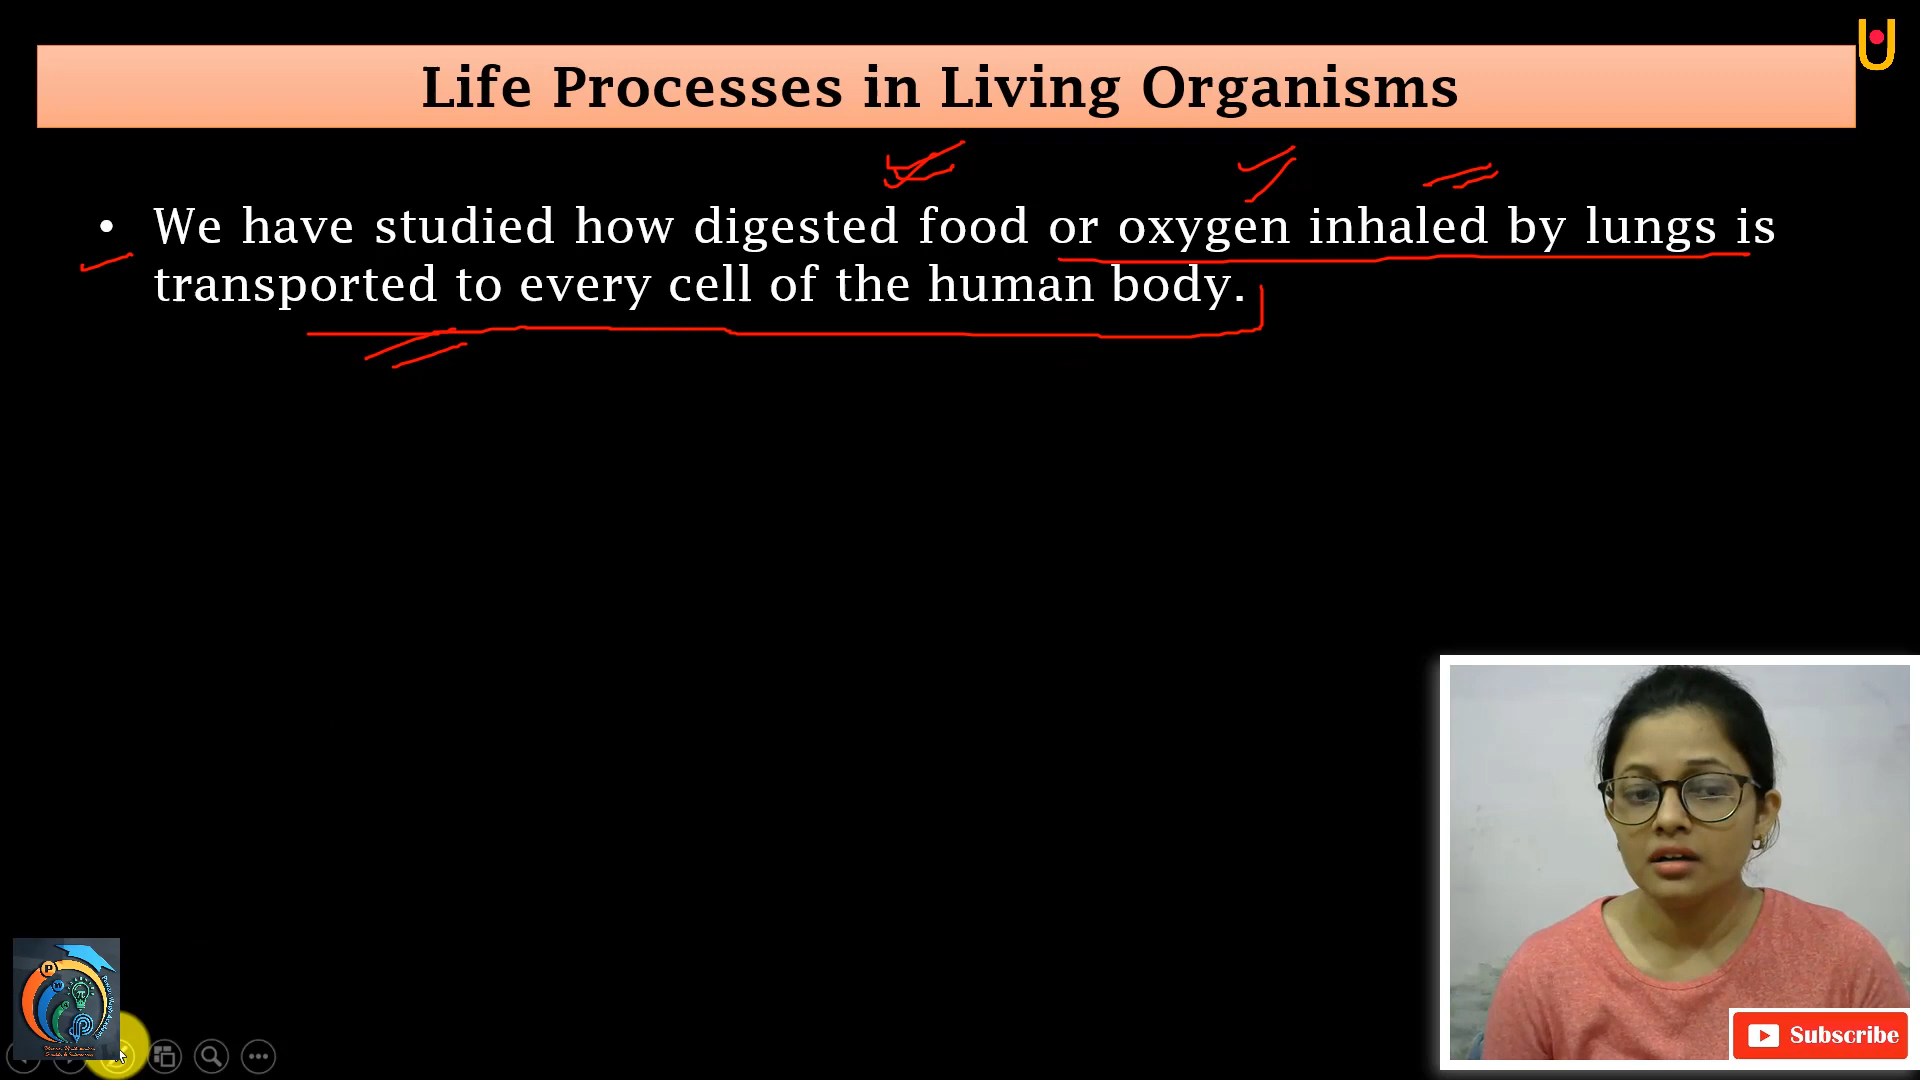 Life Processes in Living Organisms
• We have studied how digested food or oxygen inhaled by lungs is
transported to every cell of the human body.
Subscribe